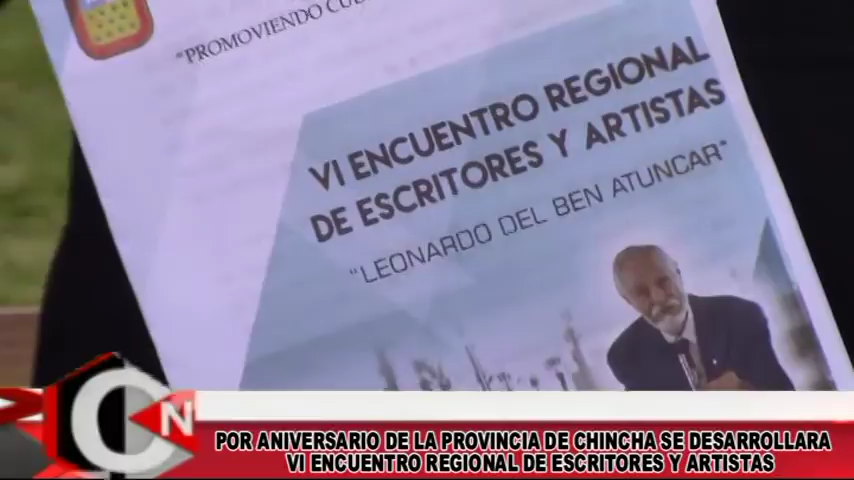 "PROMOVIENDO
VI ENCUENTRO REGIONAL
DE ESCRITORES Y ARTISTAS
"LEONARDO DEL BEN ATUNCAR"
CN
POR ANIVERSARIO DE LA PROVINCIA DE CHINCHA SE DESARROLLARA
VI ENCUENTRO REGIONAL DE ESCRITORES Y ARTISTAS